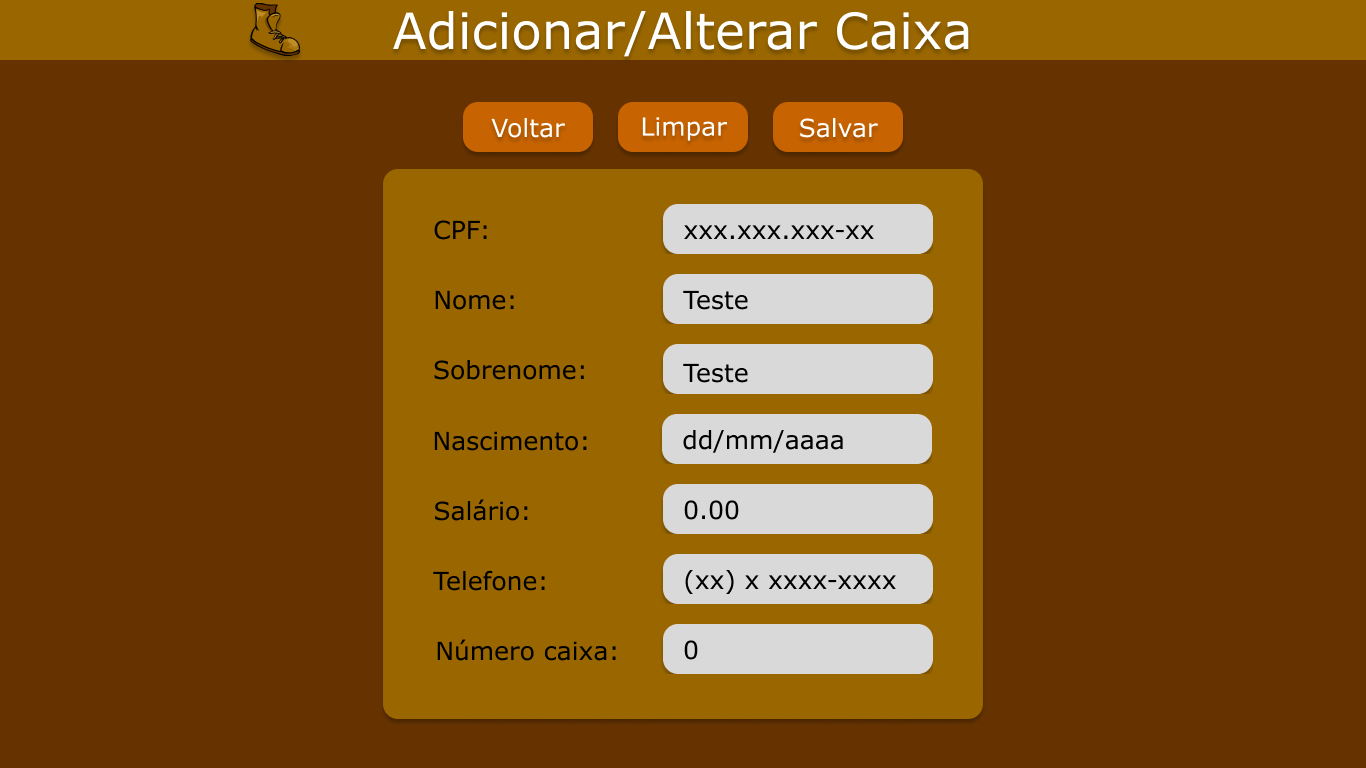 Adicionar/Alterar Caixa
Voltar Limpar Salvar
CPF: xxx.xxx.xxx-xx
Nome: Teste
Sobrenome: Teste
Nascimento: dd/mm/aaaa
Salário: 0.00
Telefone: (xx) x xxxx-xxxx
Número caixa: 0